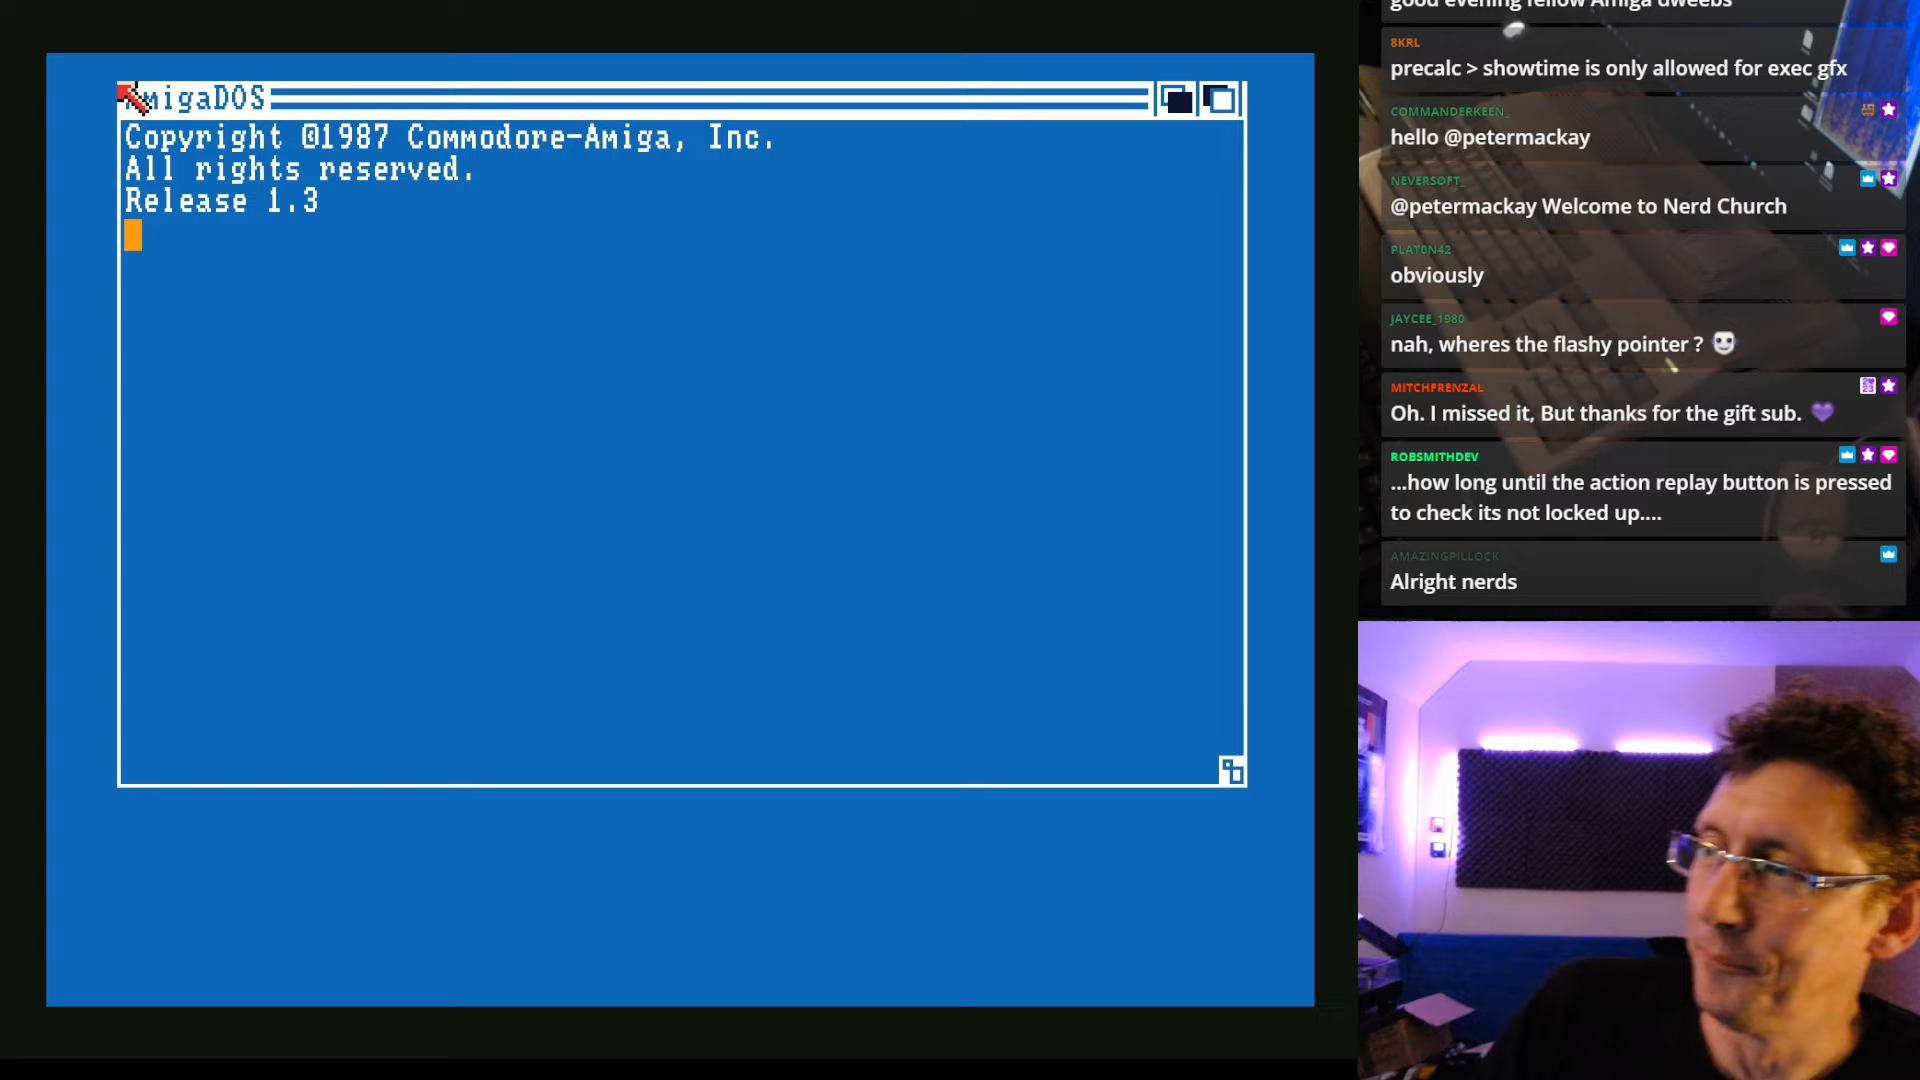 AmigaDOS
Copyright ©1987 Commodore-Amiga, Inc.
All rights reserved.
Release 1.3
good evening fellow Amiga dweebs
8KRL
precalc > showtime is only allowed for exec gfx
COMMANDERKEEN_
hello @petermackay
NEVERSOFT_
@petermackay Welcome to Nerd Church
PLAT0N42
obviously
JAYCEE_1980
nah, wheres the flashy pointer ?
MITCHFRENZAL
Oh. I missed it, But thanks for the gift sub.
ROBSMITHDEV
...how long until the action replay button is pressed
to check its not locked up....
AMAZINGPILLOCK
Alright nerds